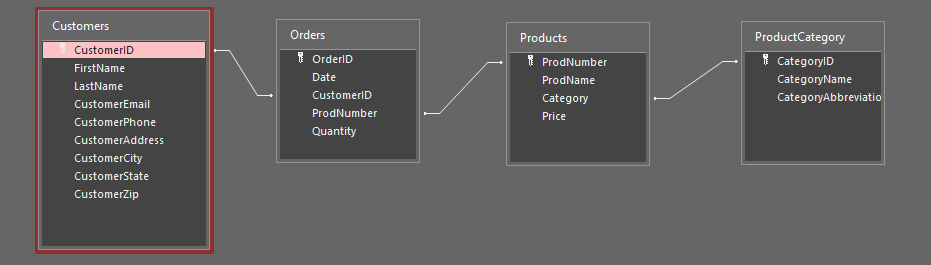 Customers
CustomerID
FirstName
LastName
CustomerEmail
CustomerPhone
CustomerAddress
CustomerCity
CustomerState
CustomerZip
Orders
OrderID
Date
CustomerID
ProdNumber
Quantity
Products
ProdNumber
ProdName
Category
Price
ProductCategory
CategoryID
CategoryName
CategoryAbbreviatio